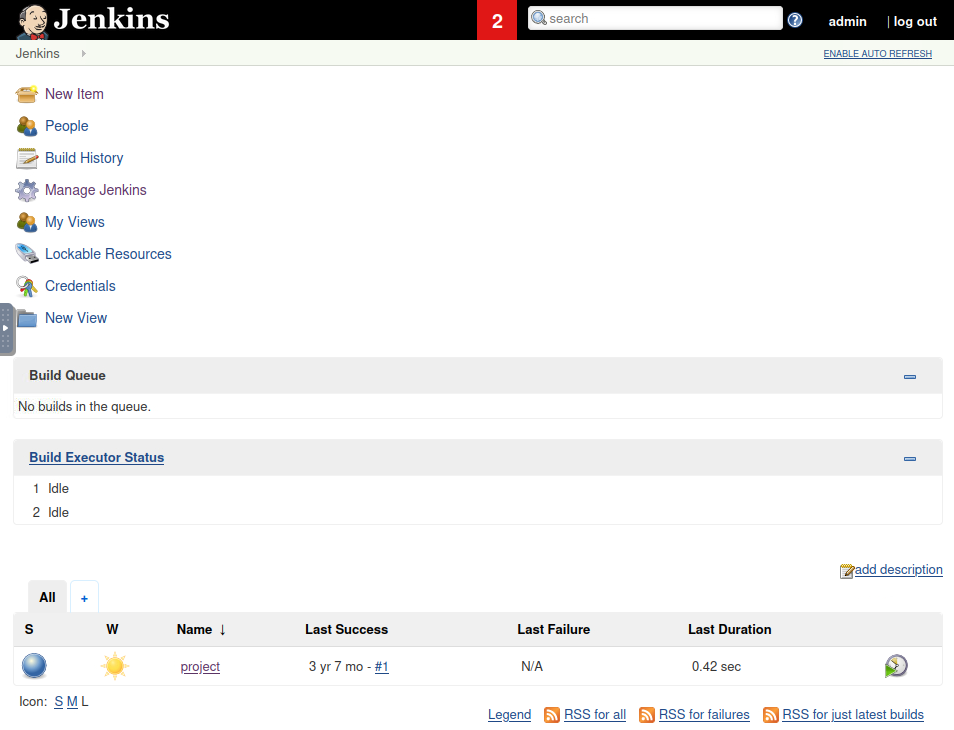 Jenkins
2
search
?
admin
| log out
Jenkins
ENABLE AUTO REFRESH
New Item
People
Build History
Manage Jenkins
My Views
Lockable Resources
Credentials
New View
Build Queue
No builds in the queue.
Build Executor Status
1 Idle
2 Idle
add description
All +
S W Name ↓ Last Success Last Failure Last Duration
project 3 yr 7 mo - #1 N/A 0.42 sec
Icon: S M L
Legend RSS for all RSS for failures RSS for just latest builds